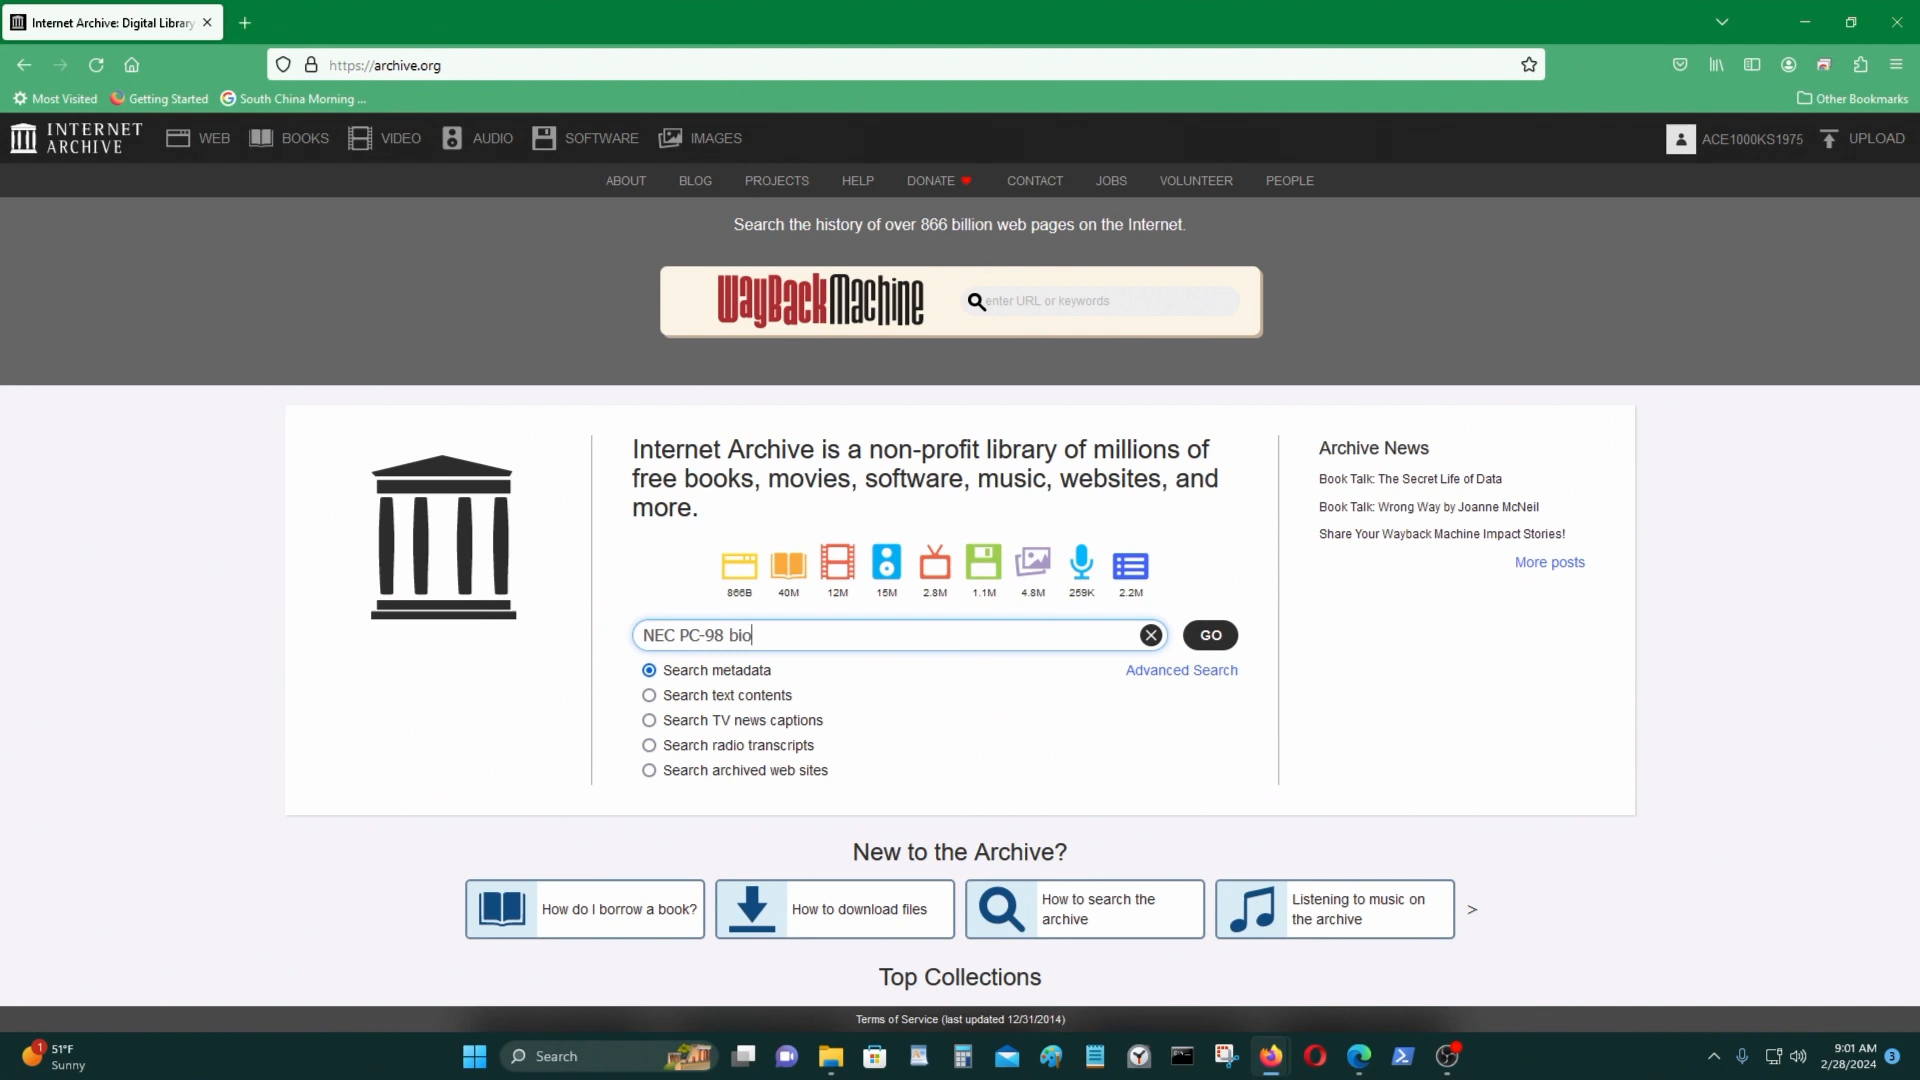 Internet Archive: Digital Library
https://archive.org
Most Visited
Getting Started
South China Morning ...
Other Bookmarks
INTERNET
ARCHIVE
WEB
BOOKS
VIDEO
AUDIO
SOFTWARE
IMAGES
ACE1000KS1975
UPLOAD
ABOUT
BLOG
PROJECTS
HELP
DONATE
CONTACT
JOBS
VOLUNTEER
PEOPLE
Search the history of over 866 billion web pages on the Internet.
WayBackMachine
enter URL or keywords
Internet Archive is a non-profit library of millions of
free books, movies, software, music, websites, and
more.
866B
40M
12M
15M
2.8M
1.1M
4.8M
259K
2.2M
NEC PC-98 bio
GO
Search metadata
Advanced Search
Search text contents
Search TV news captions
Search radio transcripts
Search archived web sites
Archive News
Book Talk: The Secret Life of Data
Book Talk: Wrong Way by Joanne McNeil
Share Your Wayback Machine Impact Stories!
More posts
New to the Archive?
How do I borrow a book?
How to download files
How to search the
archive
Listening to music on
the archive
>
Top Collections
Terms of Service (last updated 12/31/2014)
1
51°F
Sunny
Search
9:01 AM
2/28/2024
3